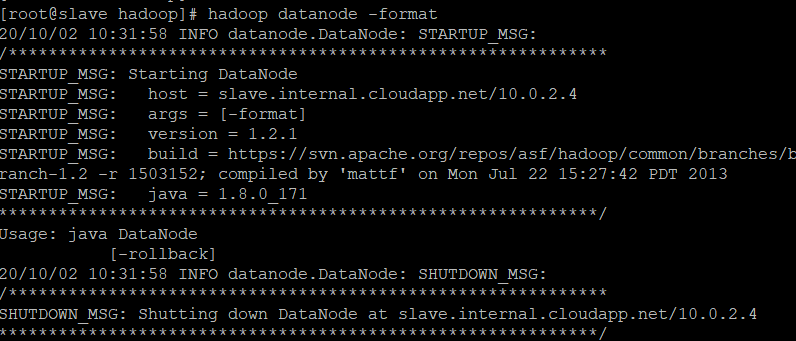 [root@slave hadoop]# hadoop datanode -format
20/10/02 10:31:58 INFO datanode.DataNode: STARTUP_MSG:
/************************************************************
STARTUP_MSG: Starting DataNode
STARTUP_MSG:   host = slave.internal.cloudapp.net/10.0.2.4
STARTUP_MSG:   args = [-format]
STARTUP_MSG:   version = 1.2.1
STARTUP_MSG:   build = https://svn.apache.org/repos/asf/hadoop/common/branches/b
ranch-1.2 -r 1503152; compiled by 'mattf' on Mon Jul 22 15:27:42 PDT 2013
STARTUP_MSG:   java = 1.8.0_171
************************************************************/
Usage: java DataNode
           [-rollback]
20/10/02 10:31:58 INFO datanode.DataNode: SHUTDOWN_MSG:
/************************************************************
SHUTDOWN_MSG: Shutting down DataNode at slave.internal.cloudapp.net/10.0.2.4
************************************************************/